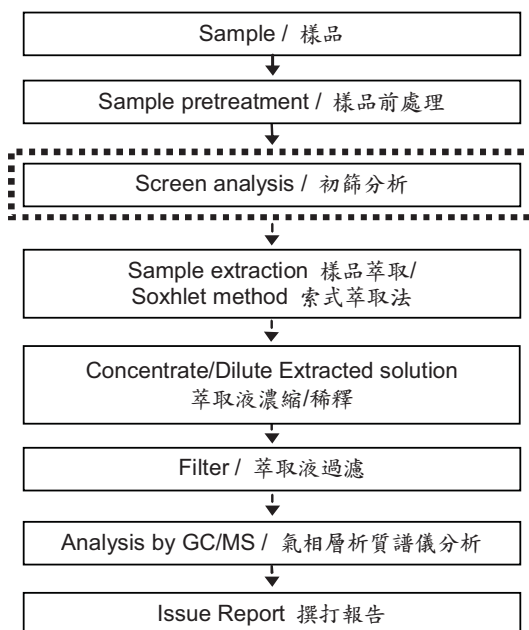 Sample / 樣品
Sample pretreatment / 樣品前處理
Screen analysis / 初篩分析
Sample extraction 樣品萃取/
Soxhlet method 索式萃取法
Concentrate/Dilute Extracted solution
萃取液濃縮/稀釋
Filter / 萃取液過濾
Analysis by GC/MS / 氣相層析質譜儀分析
Issue Report 撰打報告